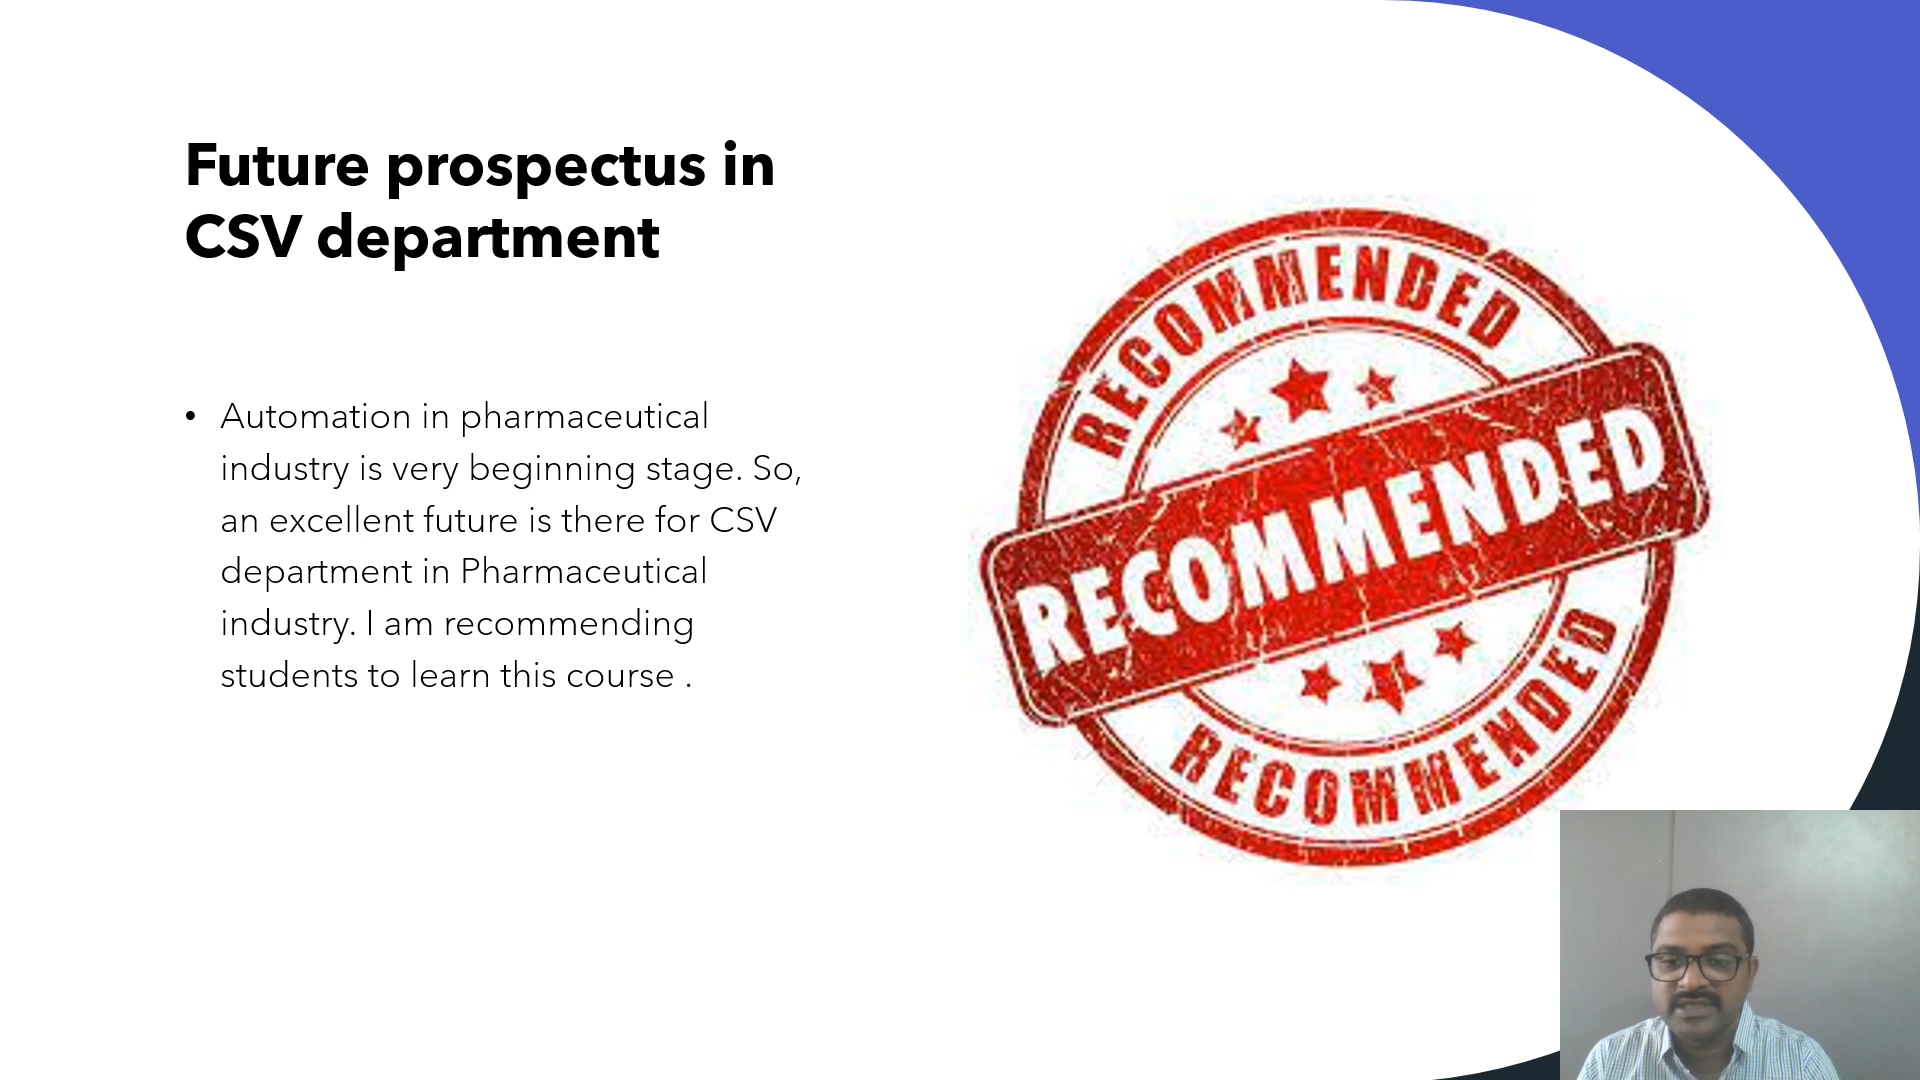 Future prospectus in
CSV department
• Automation in pharmaceutical
industry is very beginning stage. So,
an excellent future is there for CSV
department in Pharmaceutical
industry. I am recommending
students to learn this course .
RECOMMENDED
RECOMMENDED
RECOMMENDED